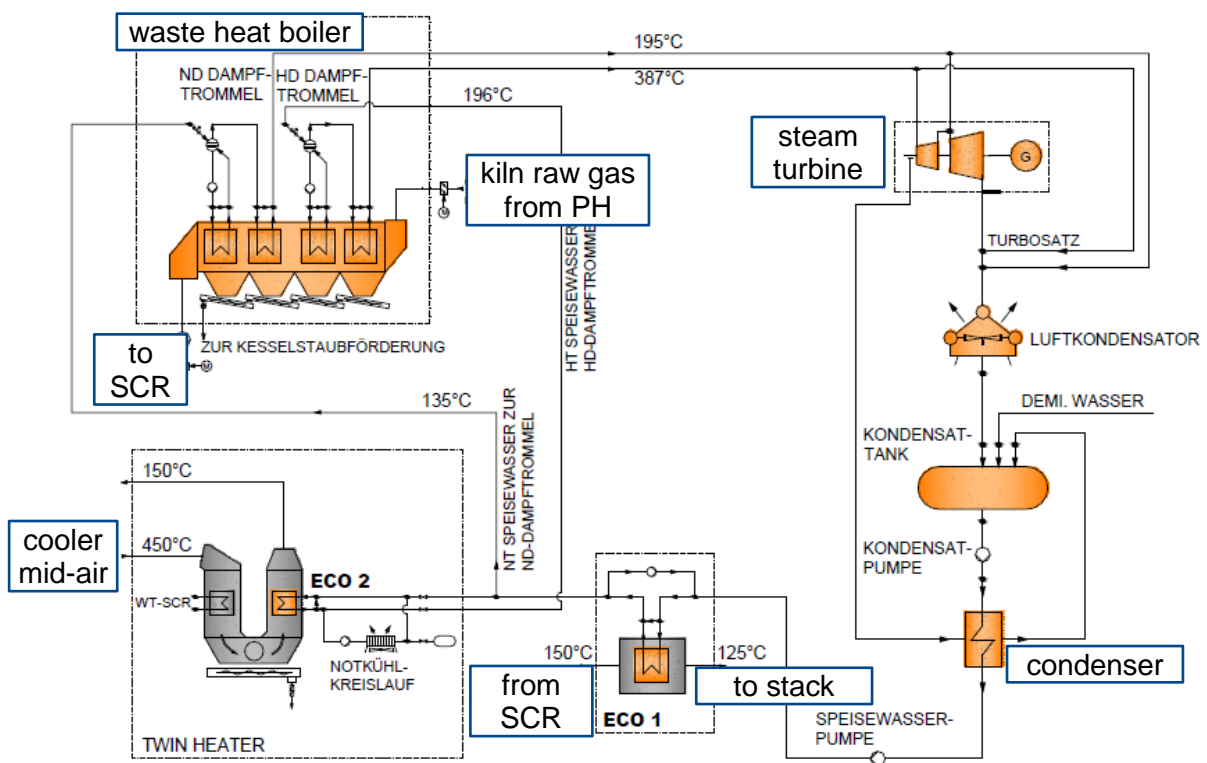 waste heat boiler
195°C
387°C
ND DAMPF-
TROMMEL
HD DAMPF-
TROMMEL
196°C
steam
turbine
G
kiln raw gas
from PH
M
TURBOSATZ
HT SPEISEWASSER
HD-DAMPFTROMME
LUFTKONDENSATOR
to
SCR
M
ZUR KESSELSTAUBFÖRDERUNG
135°C
NT SPEISEWASSER ZUR
ND-DAMPFTROMMEL
DEMI. WASSER
KONDENSAT-
TANK
150°C
cooler
mid-air
450°C
ECO 2
WT-SCR
KONDENSAT-
PUMPE
NOTKÜHL-
KREISLAUF
150°C
125°C
from
SCR
to stack
ECO 1
condenser
SPEISEWASSER-
PUMPE
TWIN HEATER